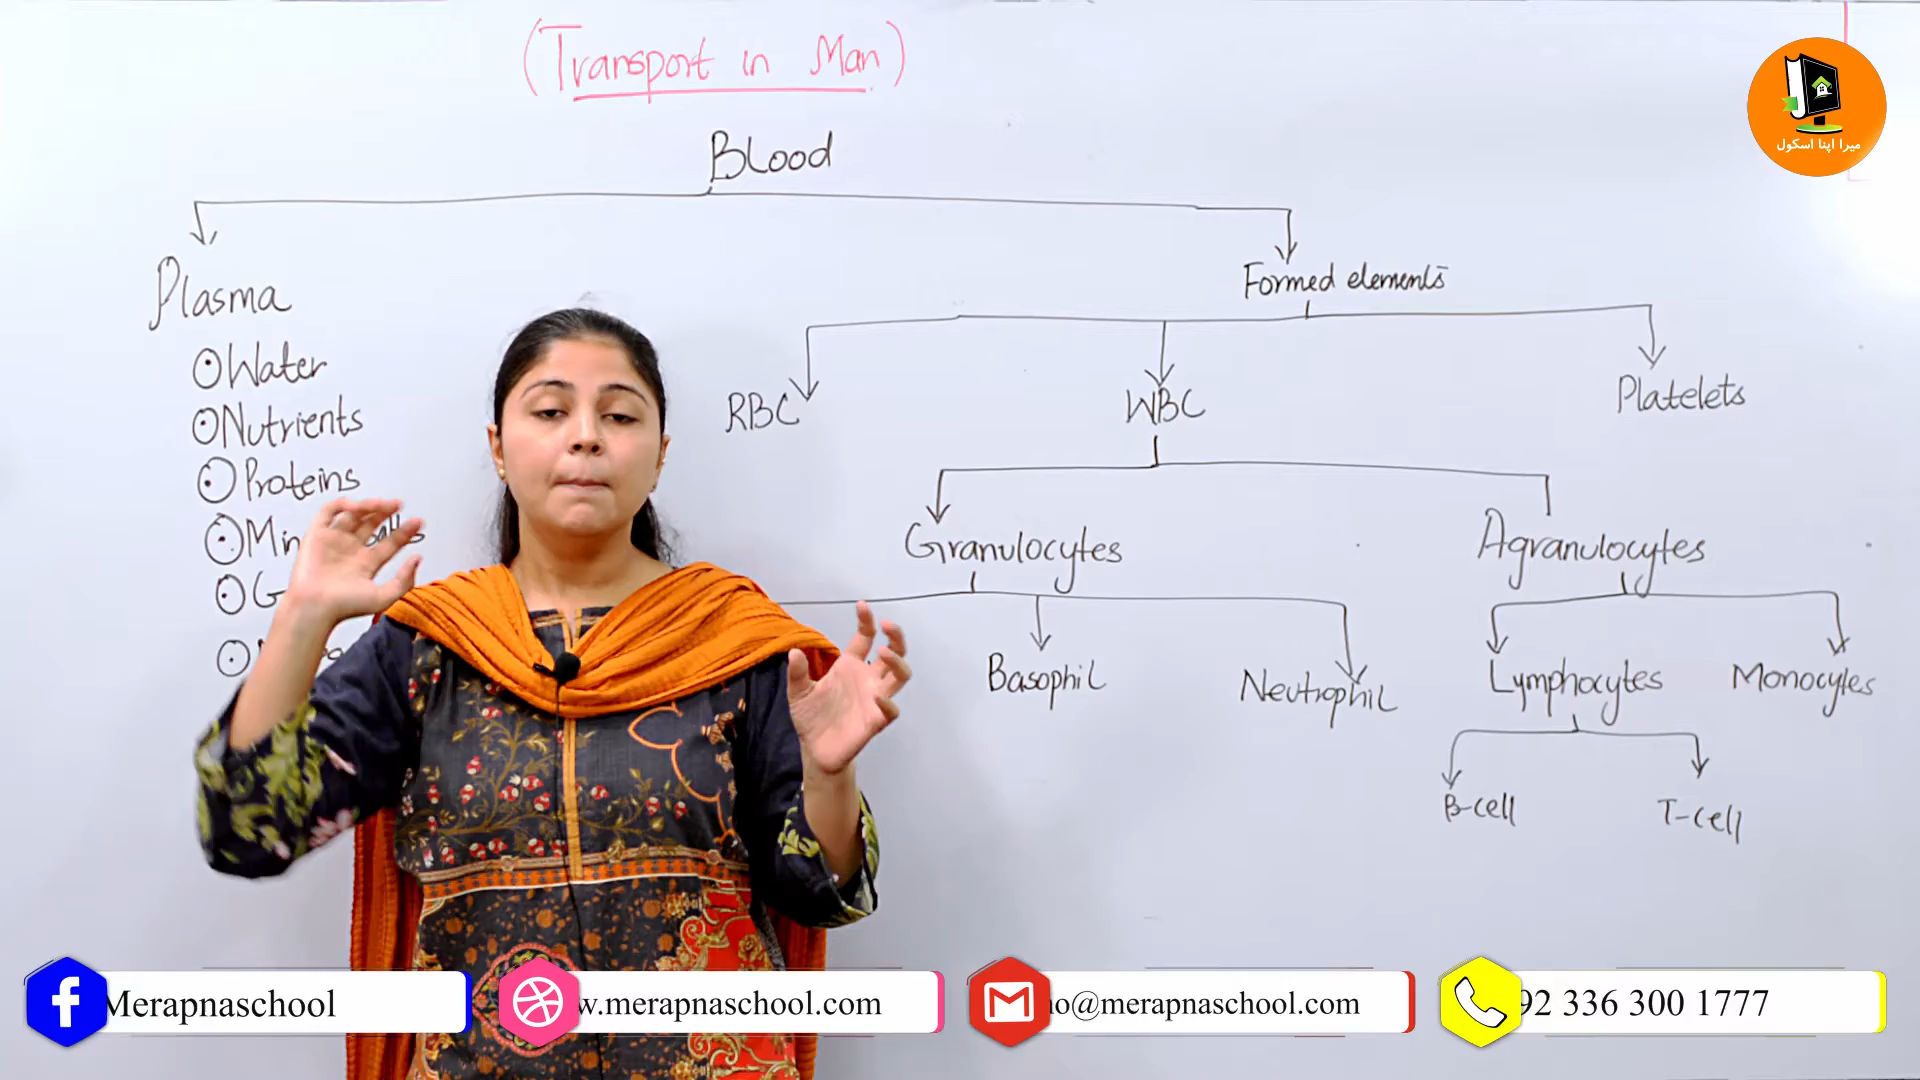 (Transport in Man)
میرا اپنا اسکول
Blood
Plasma
Formed elements
Water
Nutrients
Proteins
RBC
WBC
Platelets
Granulocytes
Agranulocytes
Basophil
Neutrophil
Lymphocytes
Monocytes
B-cell
T-cell
Merapnaschool
w.merapnaschool.com
o@merapnaschool.com
92 336 300 1777